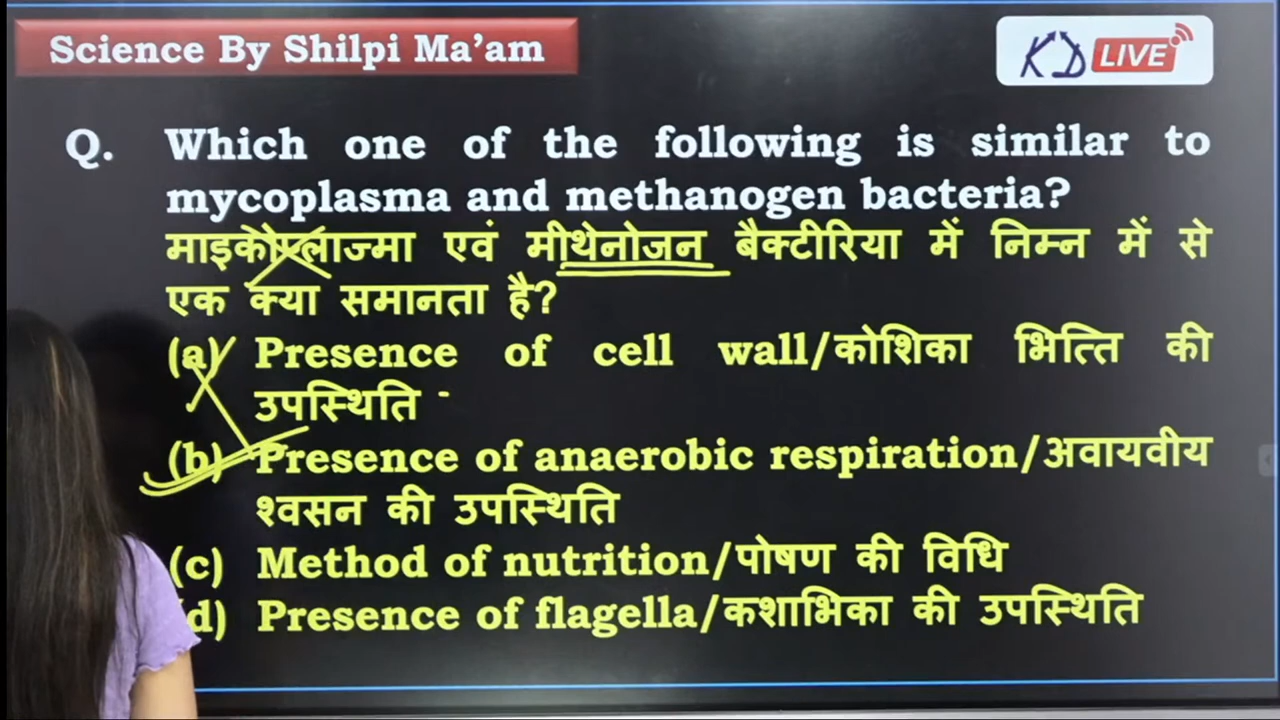 Science By Shilpi Ma'am
KD LIVE
Q. Which one of the following is similar to
mycoplasma and methanogen bacteria?
माइकोप्लाज्मा एवं मीथेनोजन बैक्टीरिया में निम्न में से
एक क्या समानता है?
(a) Presence of cell wall/कोशिका भित्ति की
उपस्थिति
(b) Presence of anaerobic respiration/अवायवीय
श्वसन की उपस्थिति
(c) Method of nutrition/पोषण की विधि
(d) Presence of flagella/कशाभिका की उपस्थिति